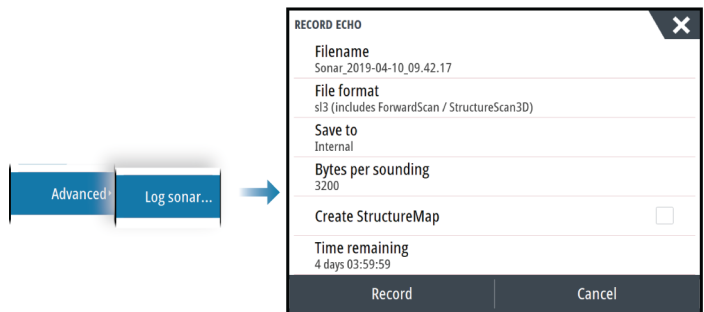 Advanced
Log sonar...
RECORD ECHO
Filename
Sonar_2019-04-10_09.42.17
File format
sl3 (includes ForwardScan / StructureScan3D)
Save to
Internal
Bytes per sounding
3200
Create StructureMap
Time remaining
4 days 03:59:59
Record
Cancel